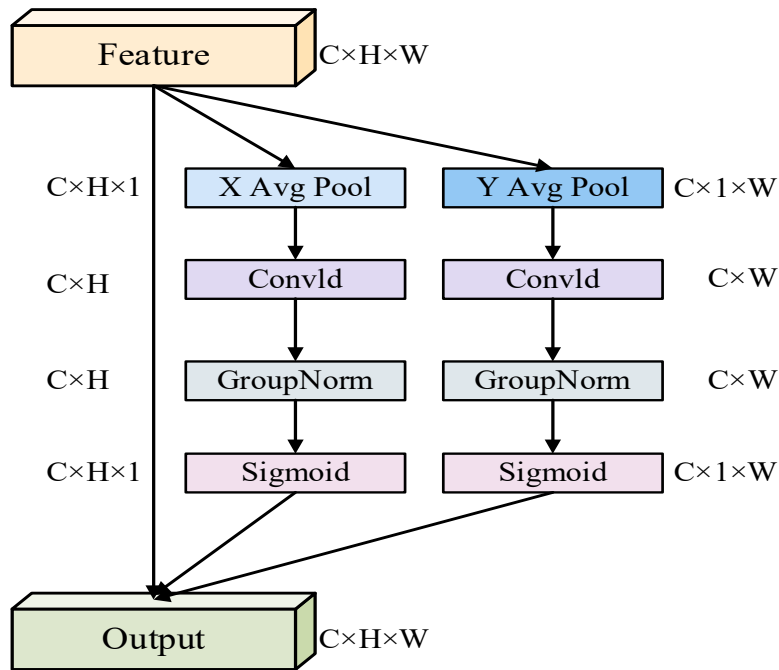 Feature C×H×W
C×H×1 X Avg Pool Y Avg Pool C×1×W
C×H Convld Convld C×W
C×H GroupNorm GroupNorm C×W
C×H×1 Sigmoid Sigmoid C×1×W
Output C×H×W